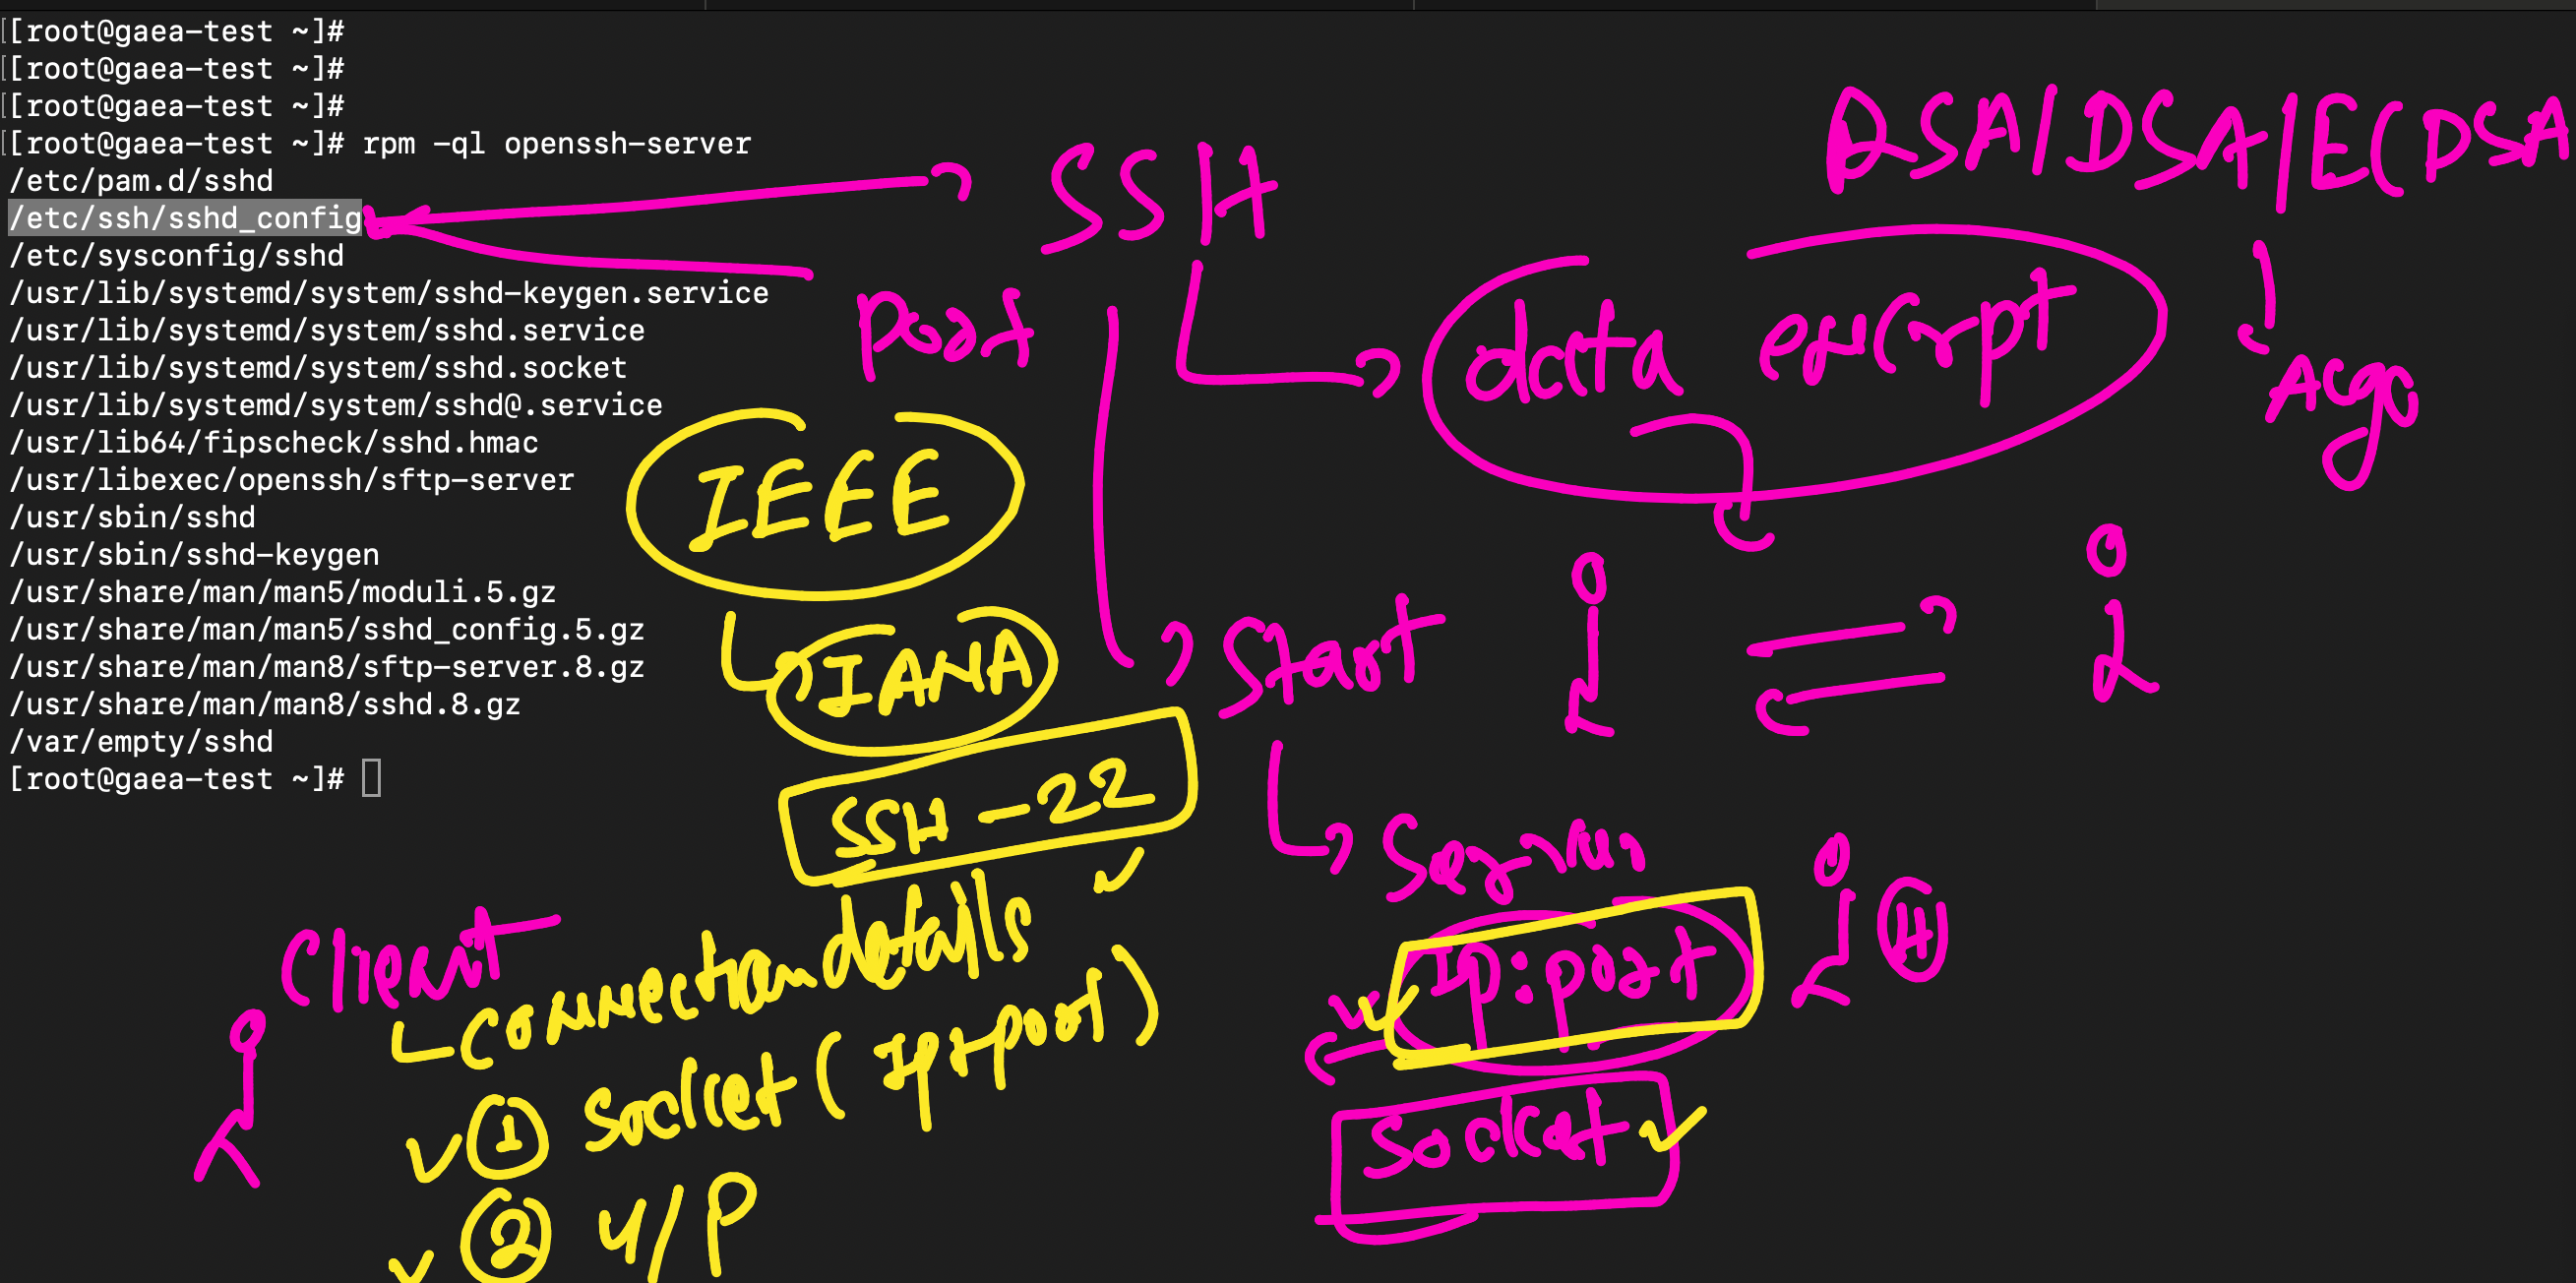 [[root@gaea-test ~]#
[[root@gaea-test ~]#
[[root@gaea-test ~]#
[[root@gaea-test ~]# rpm -ql openssh-server
/etc/pam.d/sshd
/etc/ssh/sshd_config
/etc/sysconfig/sshd
/usr/lib/systemd/system/sshd-keygen.service
/usr/lib/systemd/system/sshd.service
/usr/lib/systemd/system/sshd.socket
/usr/lib/systemd/system/sshd@.service
/usr/lib64/fipscheck/sshd.hmac
/usr/libexec/openssh/sftp-server
/usr/sbin/sshd
/usr/sbin/sshd-keygen
/usr/share/man/man5/moduli.5.gz
/usr/share/man/man5/sshd_config.5.gz
/usr/share/man/man8/sftp-server.8.gz
/usr/share/man/man8/sshd.8.gz
/var/empty/sshd
[root@gaea-test ~]#
RSA/DSA/ECDSA
SSH
port
data encrpt
Algo
IEEE
IANA
Start
SSH - 22
Client
Connection details
Ip:port
① socket (Ip+port)
Socket
② u/p